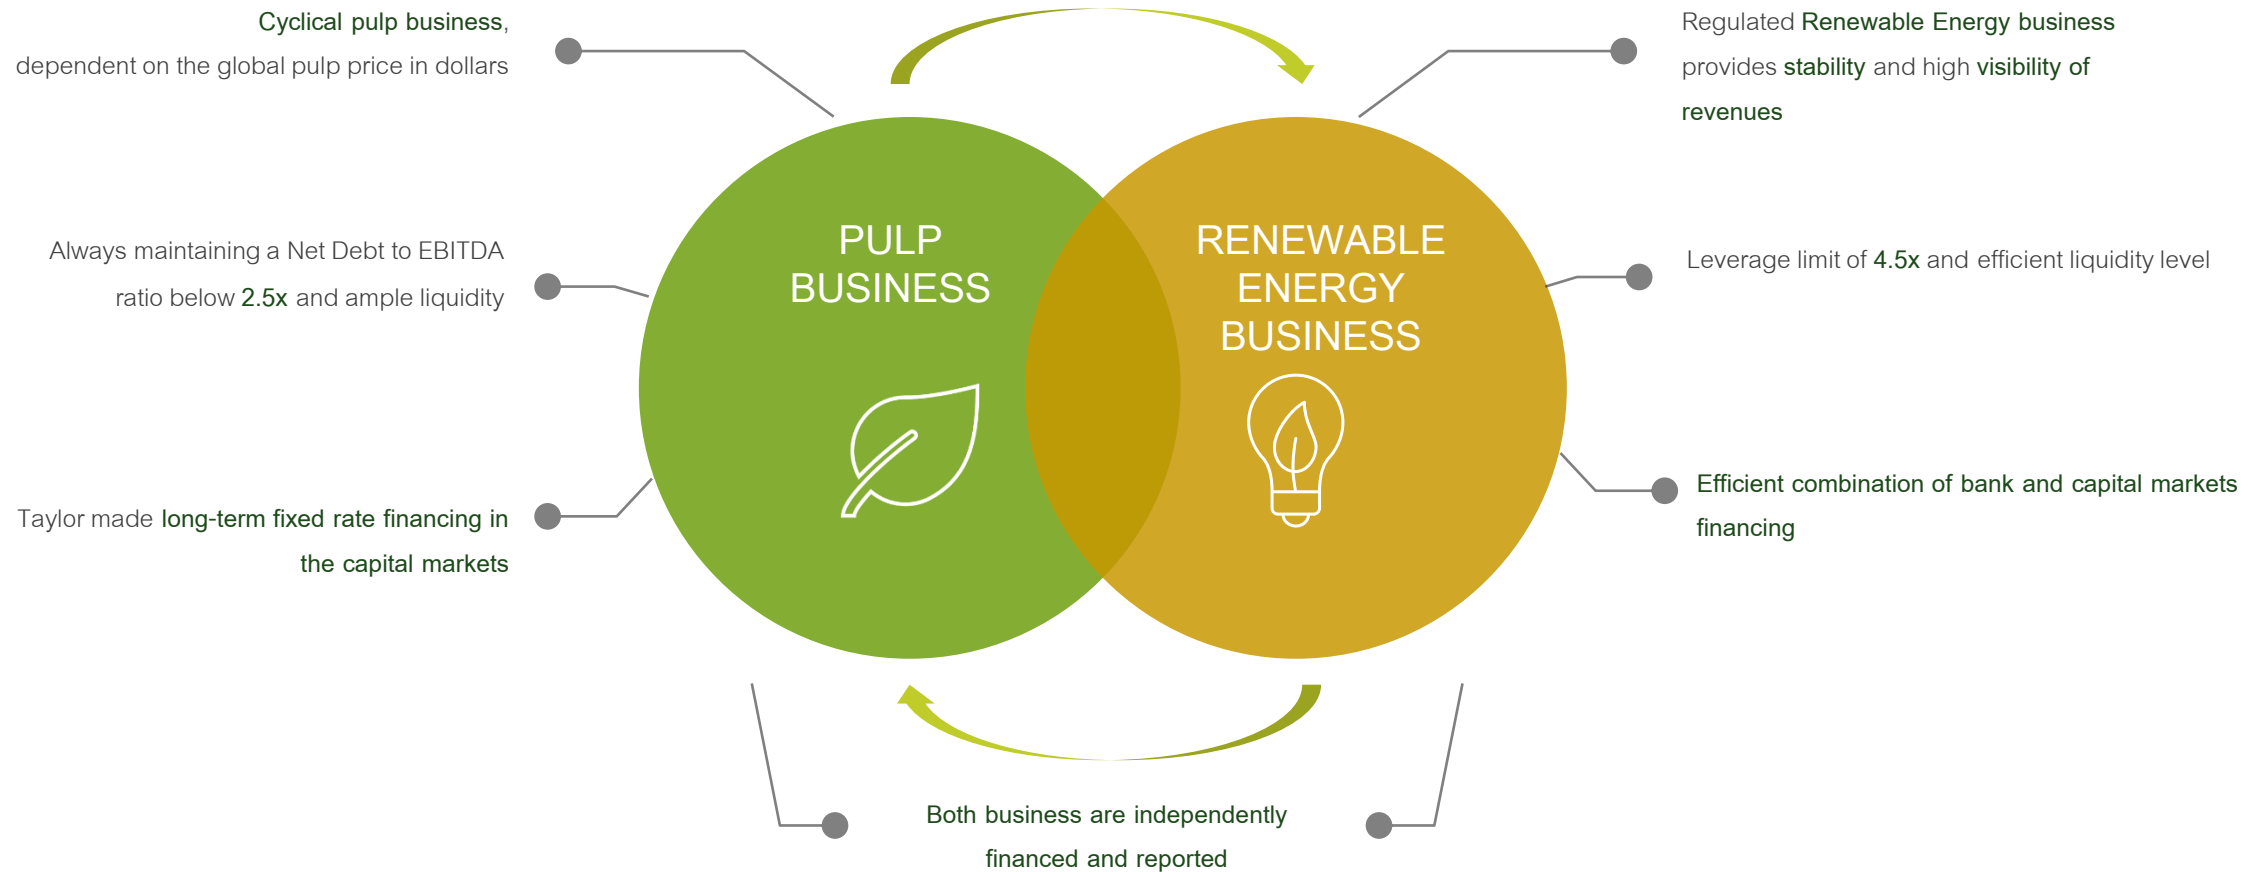 Cyclical pulp business,
dependent on the global pulp price in dollars
Always maintaining a Net Debt to EBITDA
ratio below 2.5x and ample liquidity
Taylor made long-term fixed rate financing in
the capital markets
PULP
BUSINESS
RENEWABLE
ENERGY
BUSINESS
Regulated Renewable Energy business
provides stability and high visibility of
revenues
Leverage limit of 4.5x and efficient liquidity level
Efficient combination of bank and capital markets
financing
Both business are independently
financed and reported